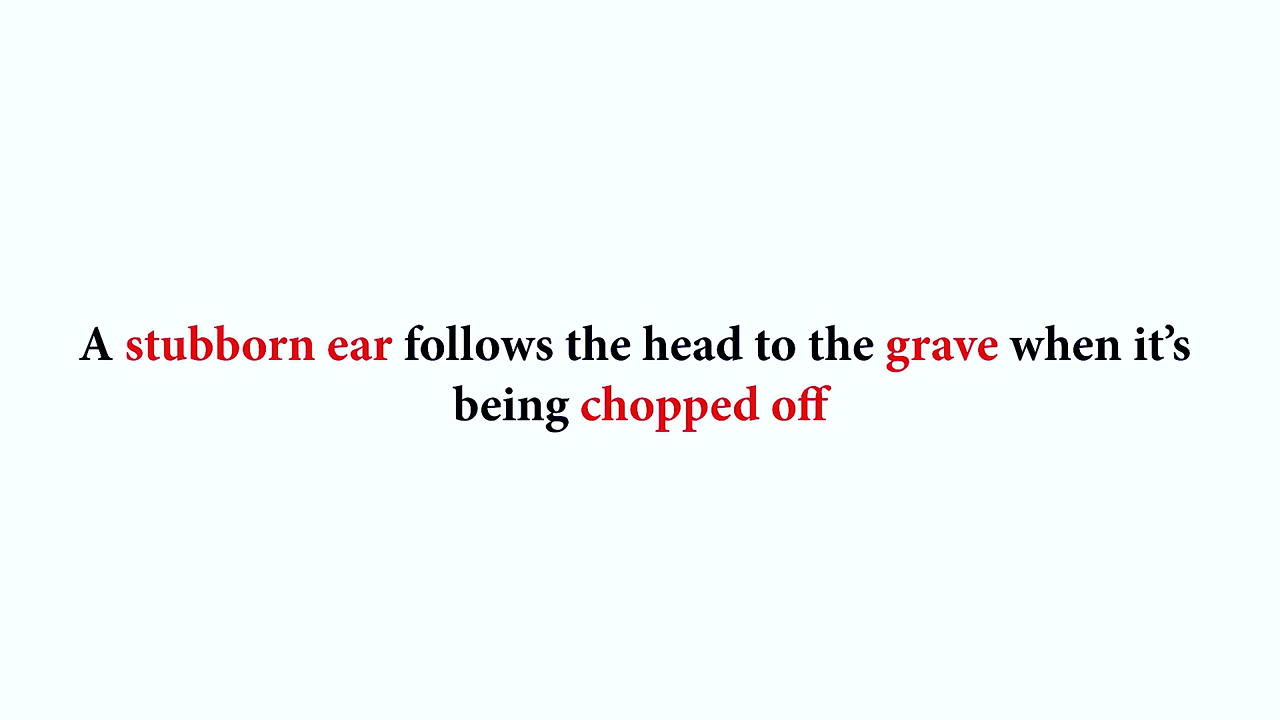 A stubborn ear follows the head to the grave when it’s
being chopped off